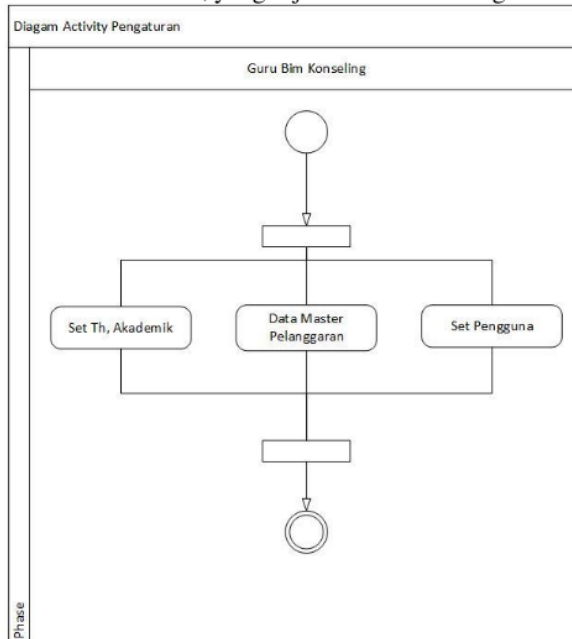 Diagam Activity Pengaturan
Guru Bim Konseling
Set Th, Akademik
Data Master
Pelanggaran
Set Pengguna
Phase